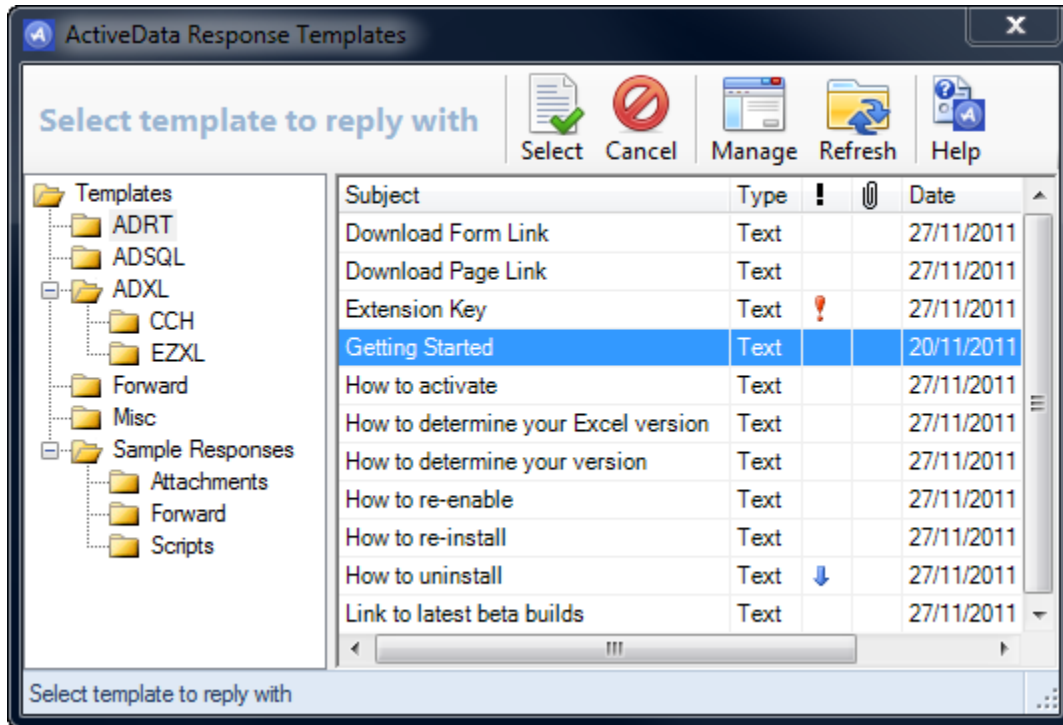 ActiveData Response Templates
Select template to reply with
Select Cancel Manage Refresh Help
Templates
ADRT
ADSQL
ADXL
CCH
EZXL
Forward
Misc
Sample Responses
Attachments
Forward
Scripts
Subject Type ! Date
Download Form Link Text 27/11/2011
Download Page Link Text 27/11/2011
Extension Key Text ! 27/11/2011
Getting Started Text 20/11/2011
How to activate Text 27/11/2011
How to determine your Excel version Text 27/11/2011
How to determine your version Text 27/11/2011
How to re-enable Text 27/11/2011
How to re-install Text 27/11/2011
How to uninstall Text 27/11/2011
Link to latest beta builds Text 27/11/2011
Select template to reply with